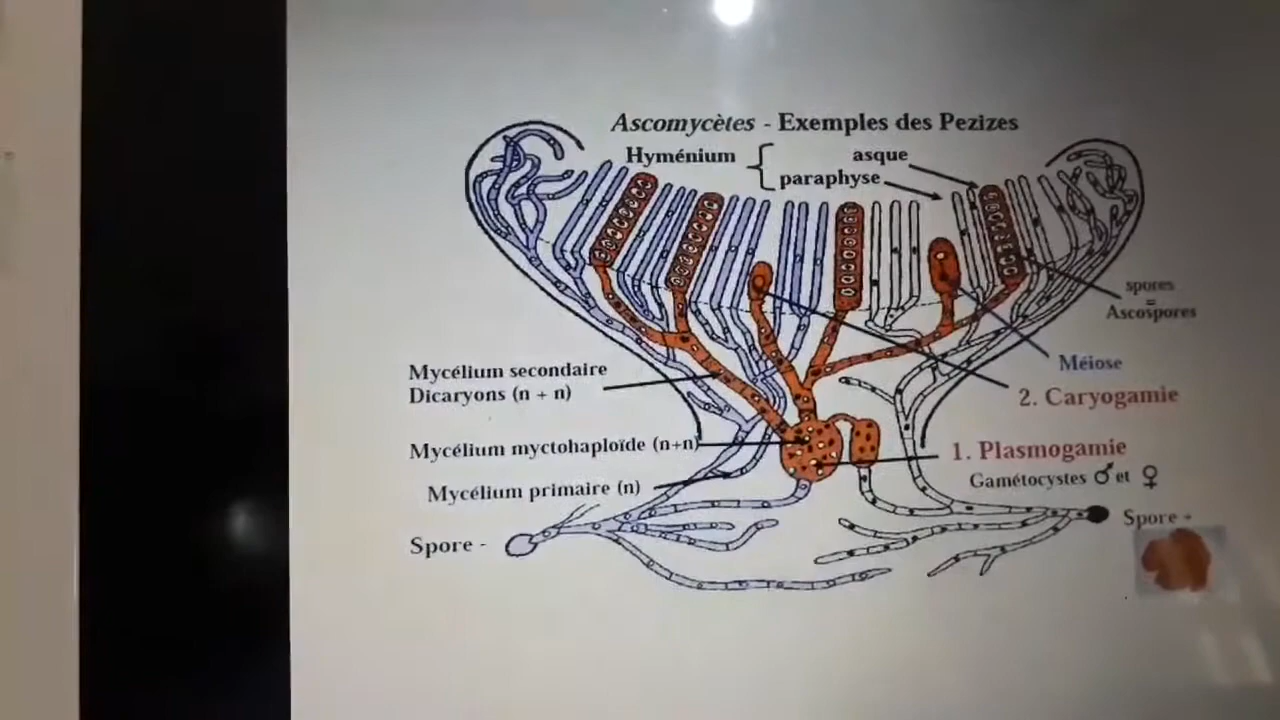 Ascomycètes - Exemples des Pezizes
Hyménium
asque
paraphyse
spores
=
Ascospores
Méiose
2. Caryogamie
Mycélium secondaire
Dicaryons (n + n)
Mycélium myctohaploïde (n+n)
1. Plasmogamie
Gamétocystes ♂ et ♀
Mycélium primaire (n)
Spore -
Spore +